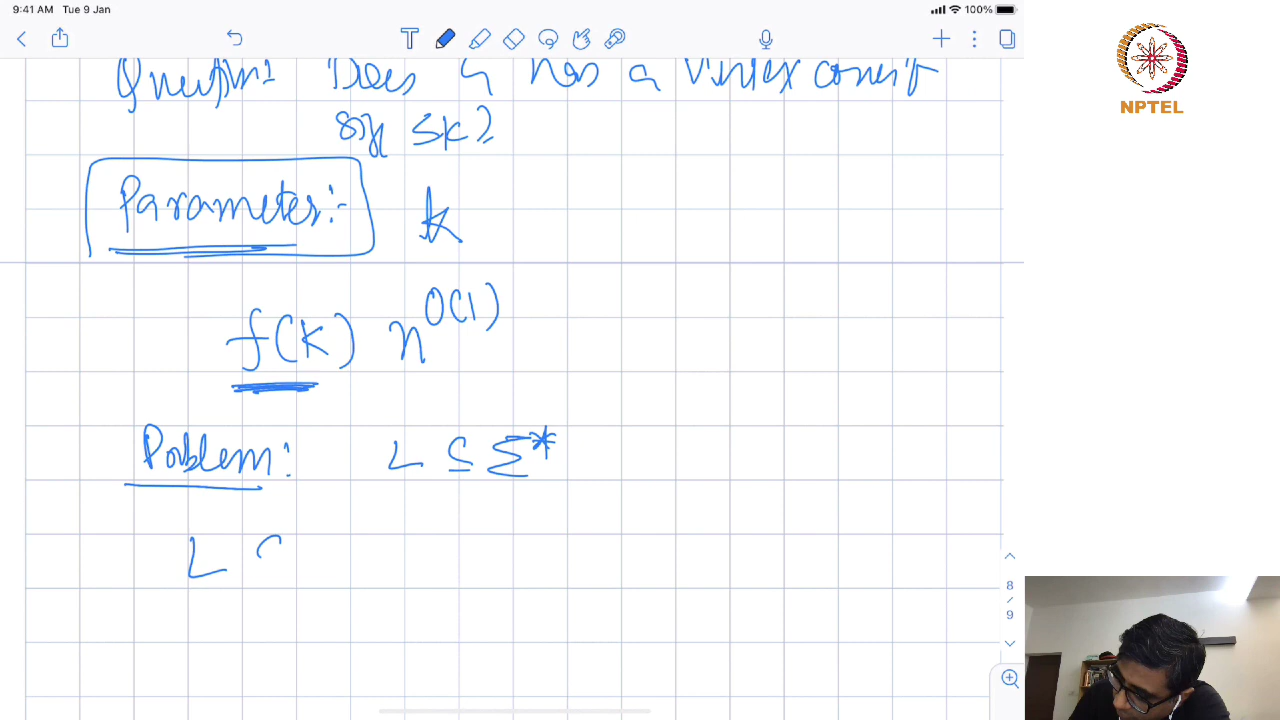 9:41 AM Tue 9 Jan
100%
Question: Does G has a vertex cover of
size ≤k?
Parameter:- k
f(k) n^O(1)
Problem: L ⊆ Σ*
L
8
/
9
NPTEL